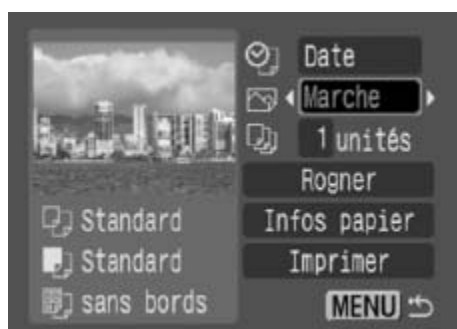 Date
Marche
1 unités
Rogner
Standard
Infos papier
Standard
Imprimer
sans bords
MENU